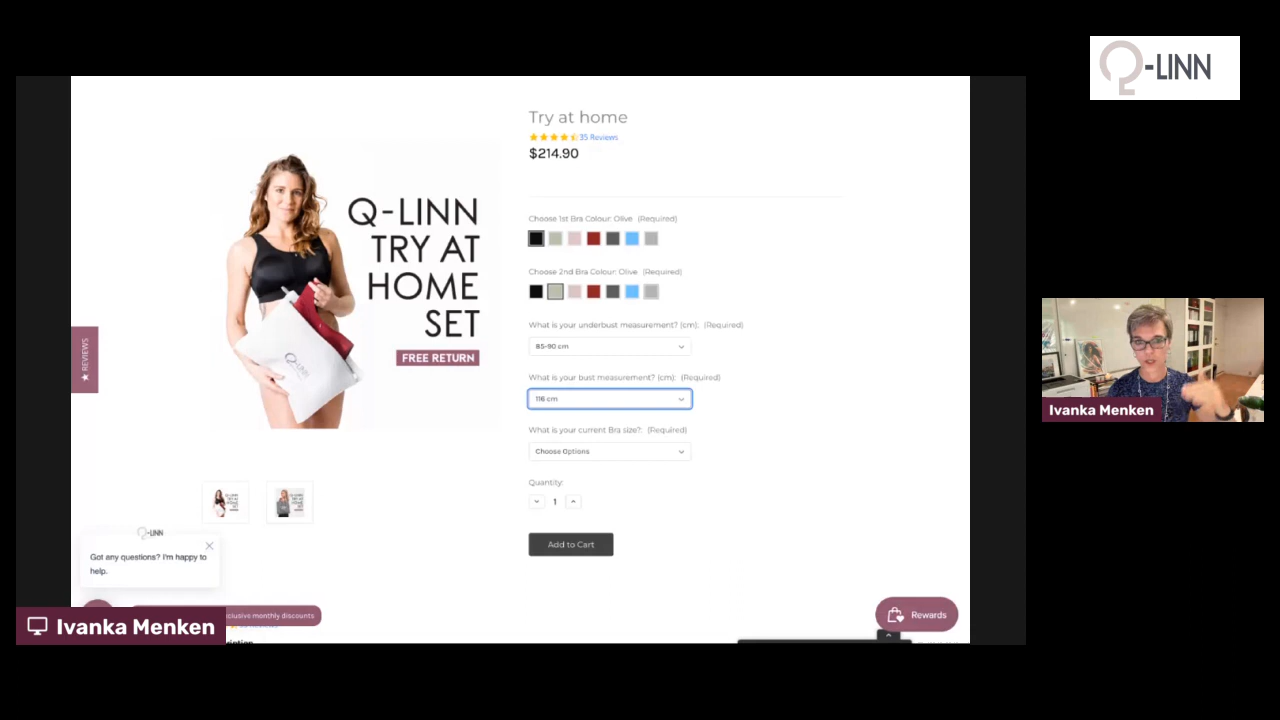 Q-LINN
Try at home
35 Reviews
$214.90
Q-LINN
TRY AT
HOME
SET
FREE RETURN
Q-LINN
Choose 1st Bra Colour: Olive (Required)
Choose 2nd Bra Colour: Olive (Required)
What is your underbust measurement? (cm): (Required)
85-90 cm
★ REVIEWS
What is your bust measurement? (cm): (Required)
116 cm
What is your current Bra size?: (Required)
Choose Options
Quantity:
1
Add to Cart
Q-LINN
Got any questions? I'm happy to
help.
exclusive monthly discounts
Rewards
Ivanka Menken
Ivanka Menken